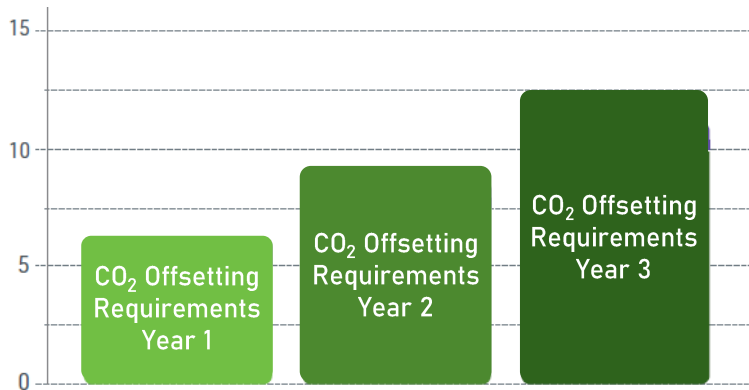 15
10
5
0
CO₂ Offsetting
Requirements
Year 1
CO₂ Offsetting
Requirements
Year 2
CO₂ Offsetting
Requirements
Year 3